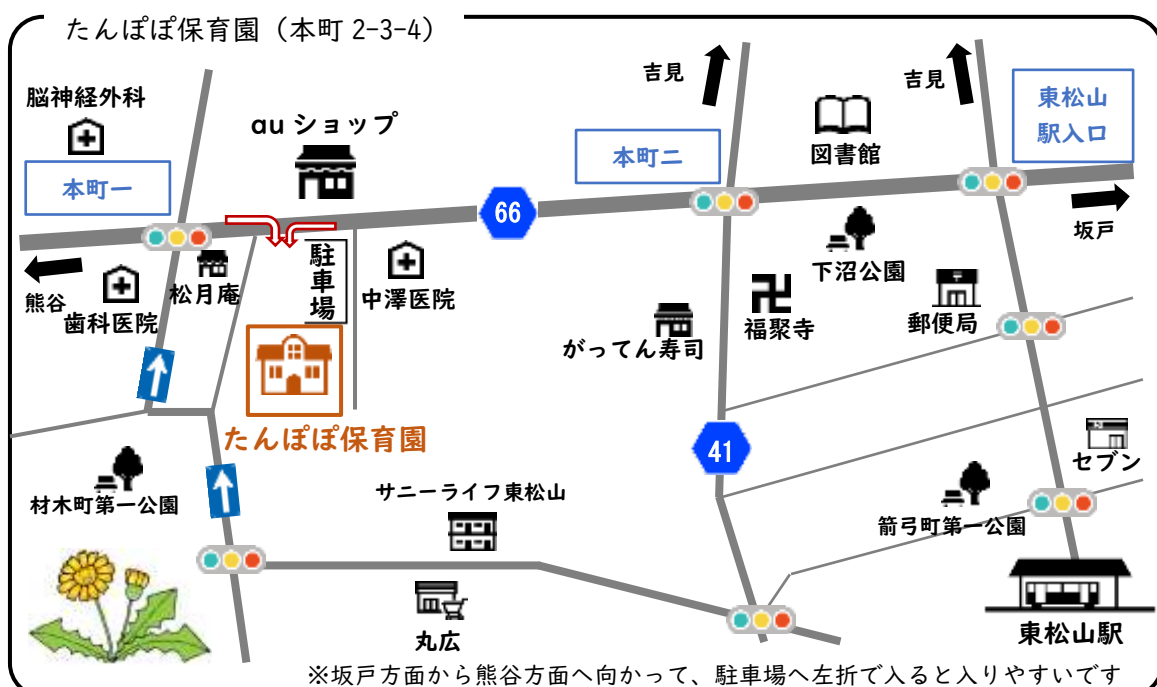 たんぽぽ保育園（本町 2-3-4）
吉見
吉見
東松山
駅入口
脳神経外科
au ショップ
図書館
本町一
本町二
66
坂戸
熊谷
歯科医院
松月庵
駐車場
中澤医院
下沼公園
福聚寺
郵便局
がってん寿司
たんぽぽ保育園
41
セブン
材木町第一公園
サニーライフ東松山
箭弓町第一公園
丸広
東松山駅
※坂戸方面から熊谷方面へ向かって、駐車場へ左折で入ると入りやすいです